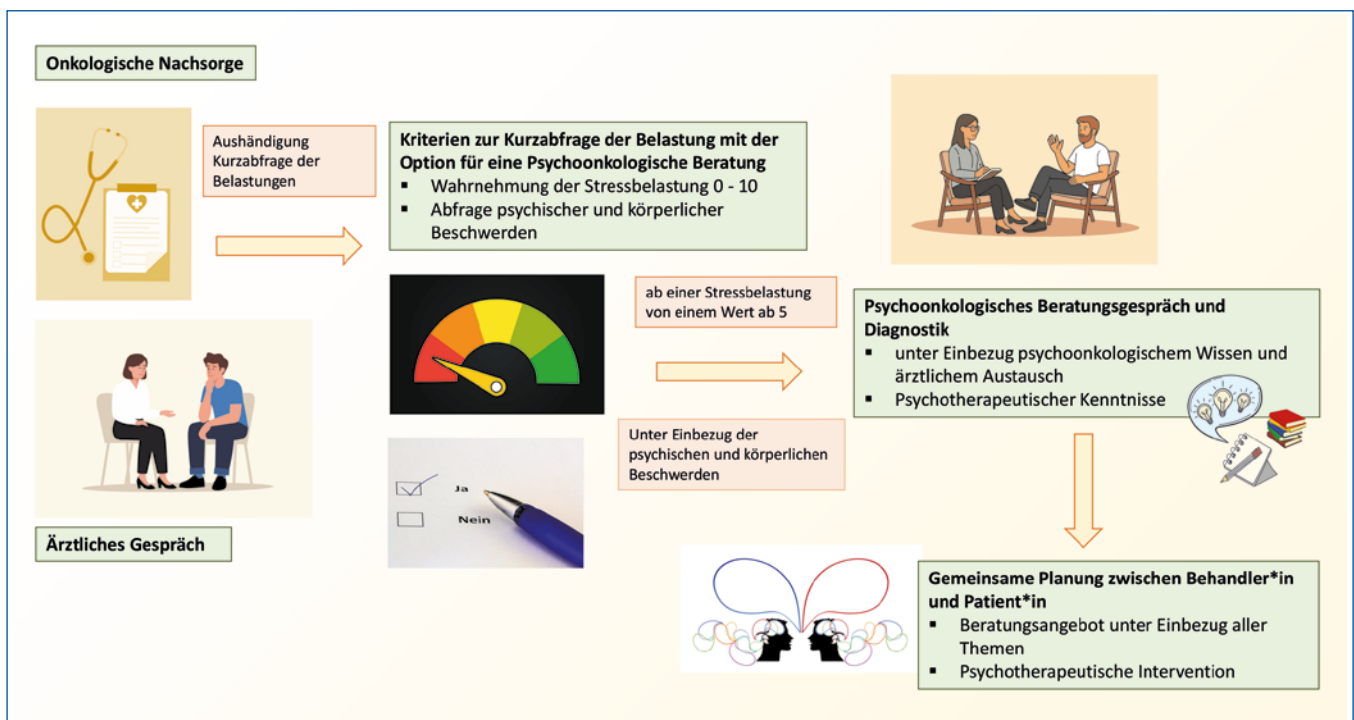 Onkologische Nachsorge
Aushändigung
Kurzabfrage der
Belastungen
Kriterien zur Kurzabfrage der Belastung mit der
Option für eine Psychoonkologische Beratung
▪ Wahrnehmung der Stressbelastung 0 - 10
▪ Abfrage psychischer und körperlicher
Beschwerden
ab einer Stressbelastung
von einem Wert ab 5
Psychoonkologisches Beratungsgespräch und
Diagnostik
▪ unter Einbezug psychoonkologischem Wissen und
ärztlichem Austausch
▪ Psychotherapeutischer Kenntnisse
Unter Einbezug der
psychischen und körperlichen
Beschwerden
Ja
Nein
Ärztliches Gespräch
Gemeinsame Planung zwischen Behandler*in
und Patient*in
▪ Beratungsangebot unter Einbezug aller
Themen
▪ Psychotherapeutische Intervention